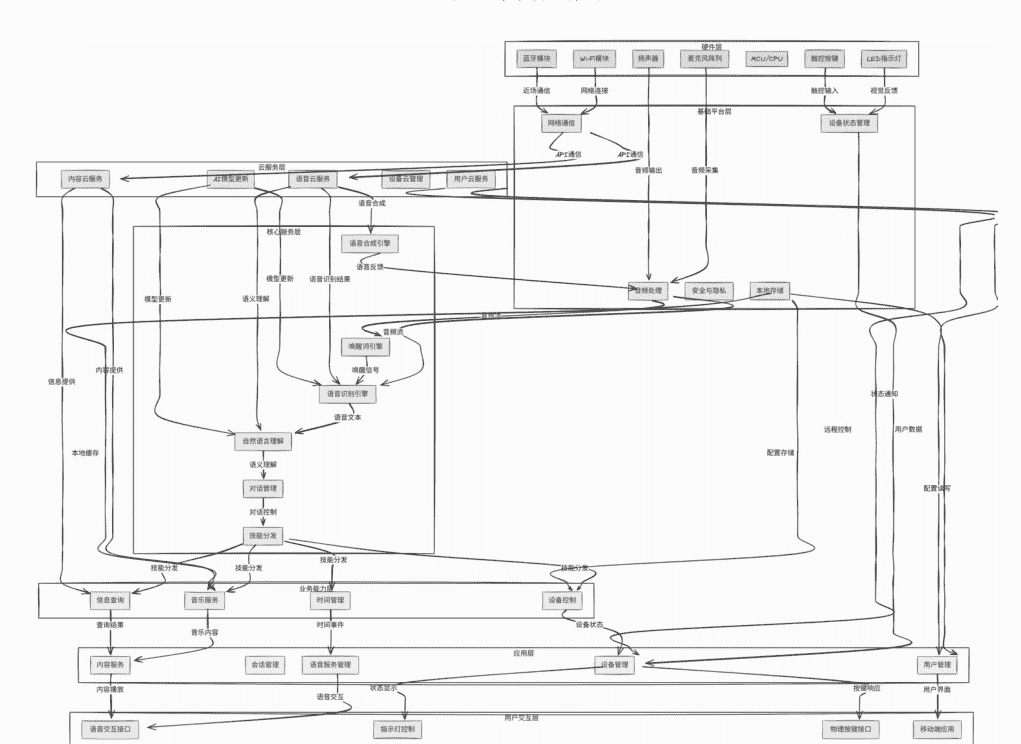 硬件层
蓝牙模块 Wi-Fi模块 扬声器 麦克风阵列 MCU/CPU 触控按键 LED指示灯
近场通信 网络连接 触控输入 视觉反馈
基础平台层
网络通信 设备状态管理
API通信 API通信
云服务层
音频输出 音频采集
内容云服务 AI模型更新 语音云服务 设备云管理 用户云服务
语音合成
核心服务层
语音合成引擎
语音反馈
模型更新 语音识别结果
音频处理 安全与隐私 本地存储
模型更新 语义理解
音频流
音频流
唤醒词引擎
内容提供 唤醒信号
信息提供
语音识别引擎 状态通知
语音文本
远程控制 用户数据
自然语言理解
本地缓存 配置存储
语义理解
对话管理 配置读写
对话控制
技能分发
技能分发
技能分发 技能分发 技能分发
业务能力层
信息查询 音乐服务 时间管理 设备控制
查询结果 时间事件 设备状态
音乐内容
应用层
内容服务 会话管理 语音服务管理 设备管理 用户管理
内容播放 状态显示 按键响应 用户界面
语音交互
用户交互层
语音交互接口 指示灯控制 物理按键接口 移动端应用